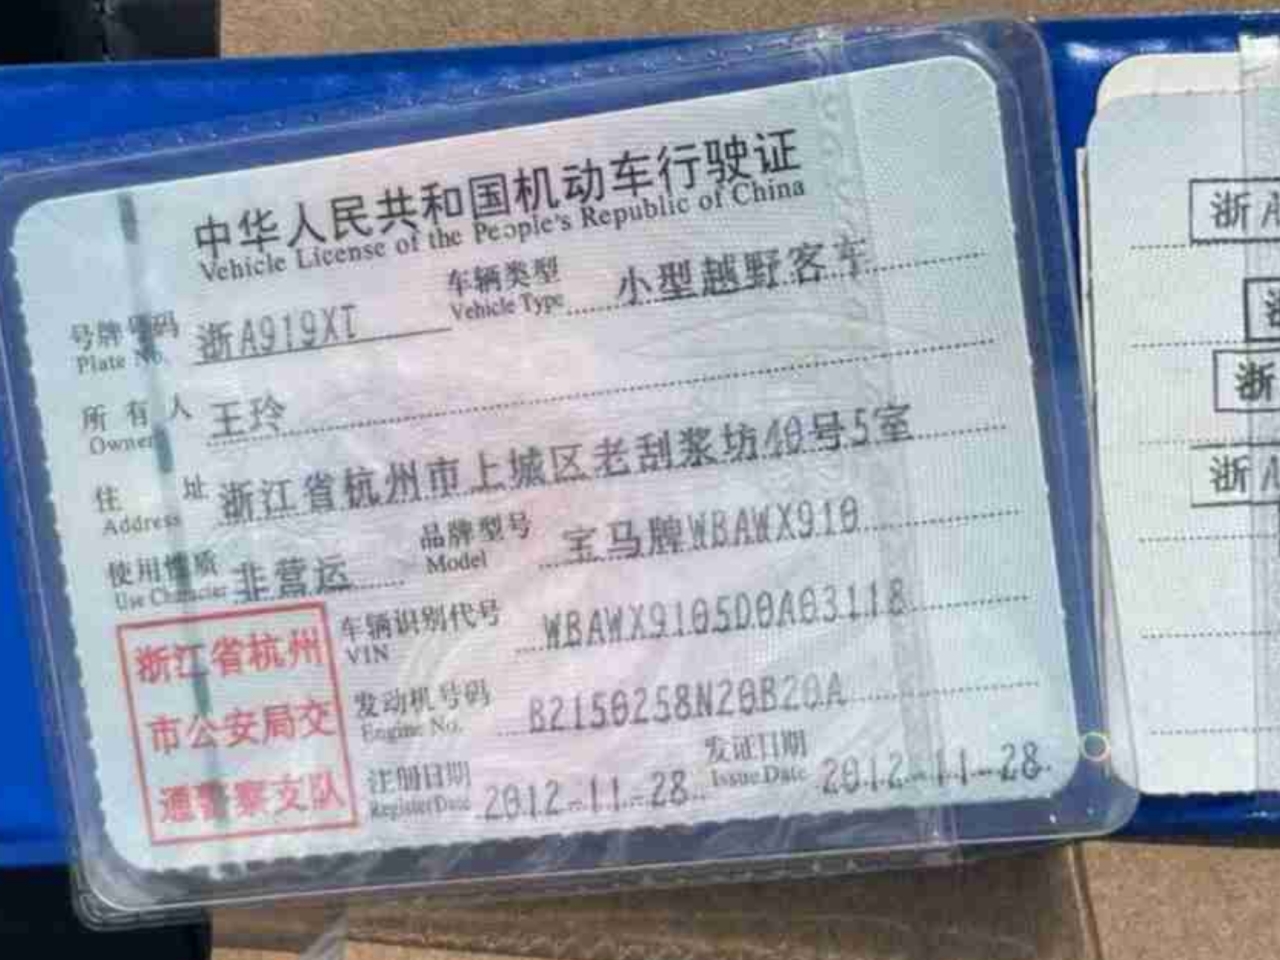 中华人民共和国机动车行驶证
Vehicle License of the People's Republic of China
号牌号码 浙A919XT 车辆类型 小型越野客车
Plate No. Vehicle Type
所有人 王玲
Owner
住址 浙江省杭州市上城区老刮浆坊40号5室
Address
使用性质 非营运 品牌型号 宝马牌WBAWX910
Use Character Model
浙江省杭州
市公安局交
通警察支队
车辆识别代号 WBAWX9105D0A03118
VIN
发动机号码 B2150258N20B20A
Engine No.
注册日期 2012-11-28 发证日期 2012-11-28
Register Date Issue Date
浙A
浙
浙A